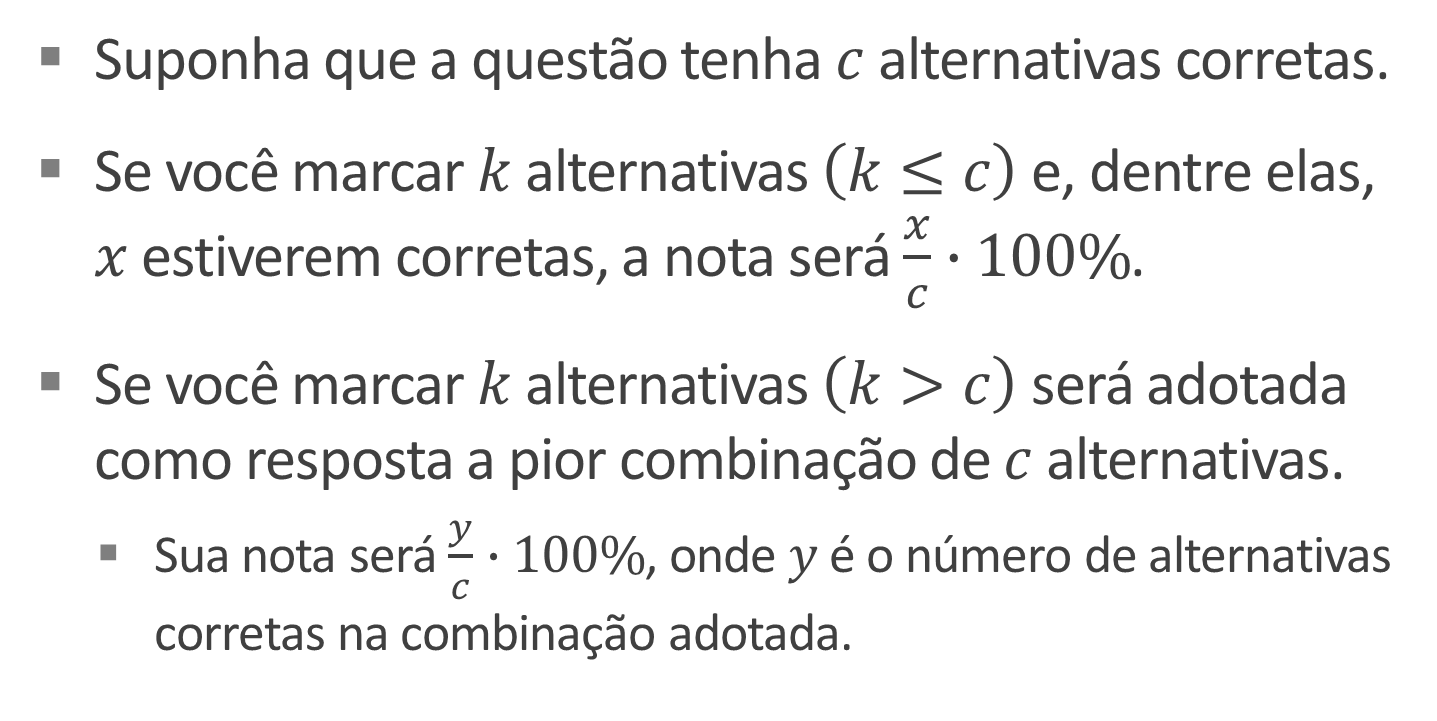 ▪ Suponha que a questão tenha c alternativas corretas.
▪ Se você marcar k alternativas (k ≤ c) e, dentre elas,
x estiverem corretas, a nota será x/c · 100%.
▪ Se você marcar k alternativas (k > c) será adotada
como resposta a pior combinação de c alternativas.
▪ Sua nota será y/c · 100%, onde y é o número de alternativas
corretas na combinação adotada.